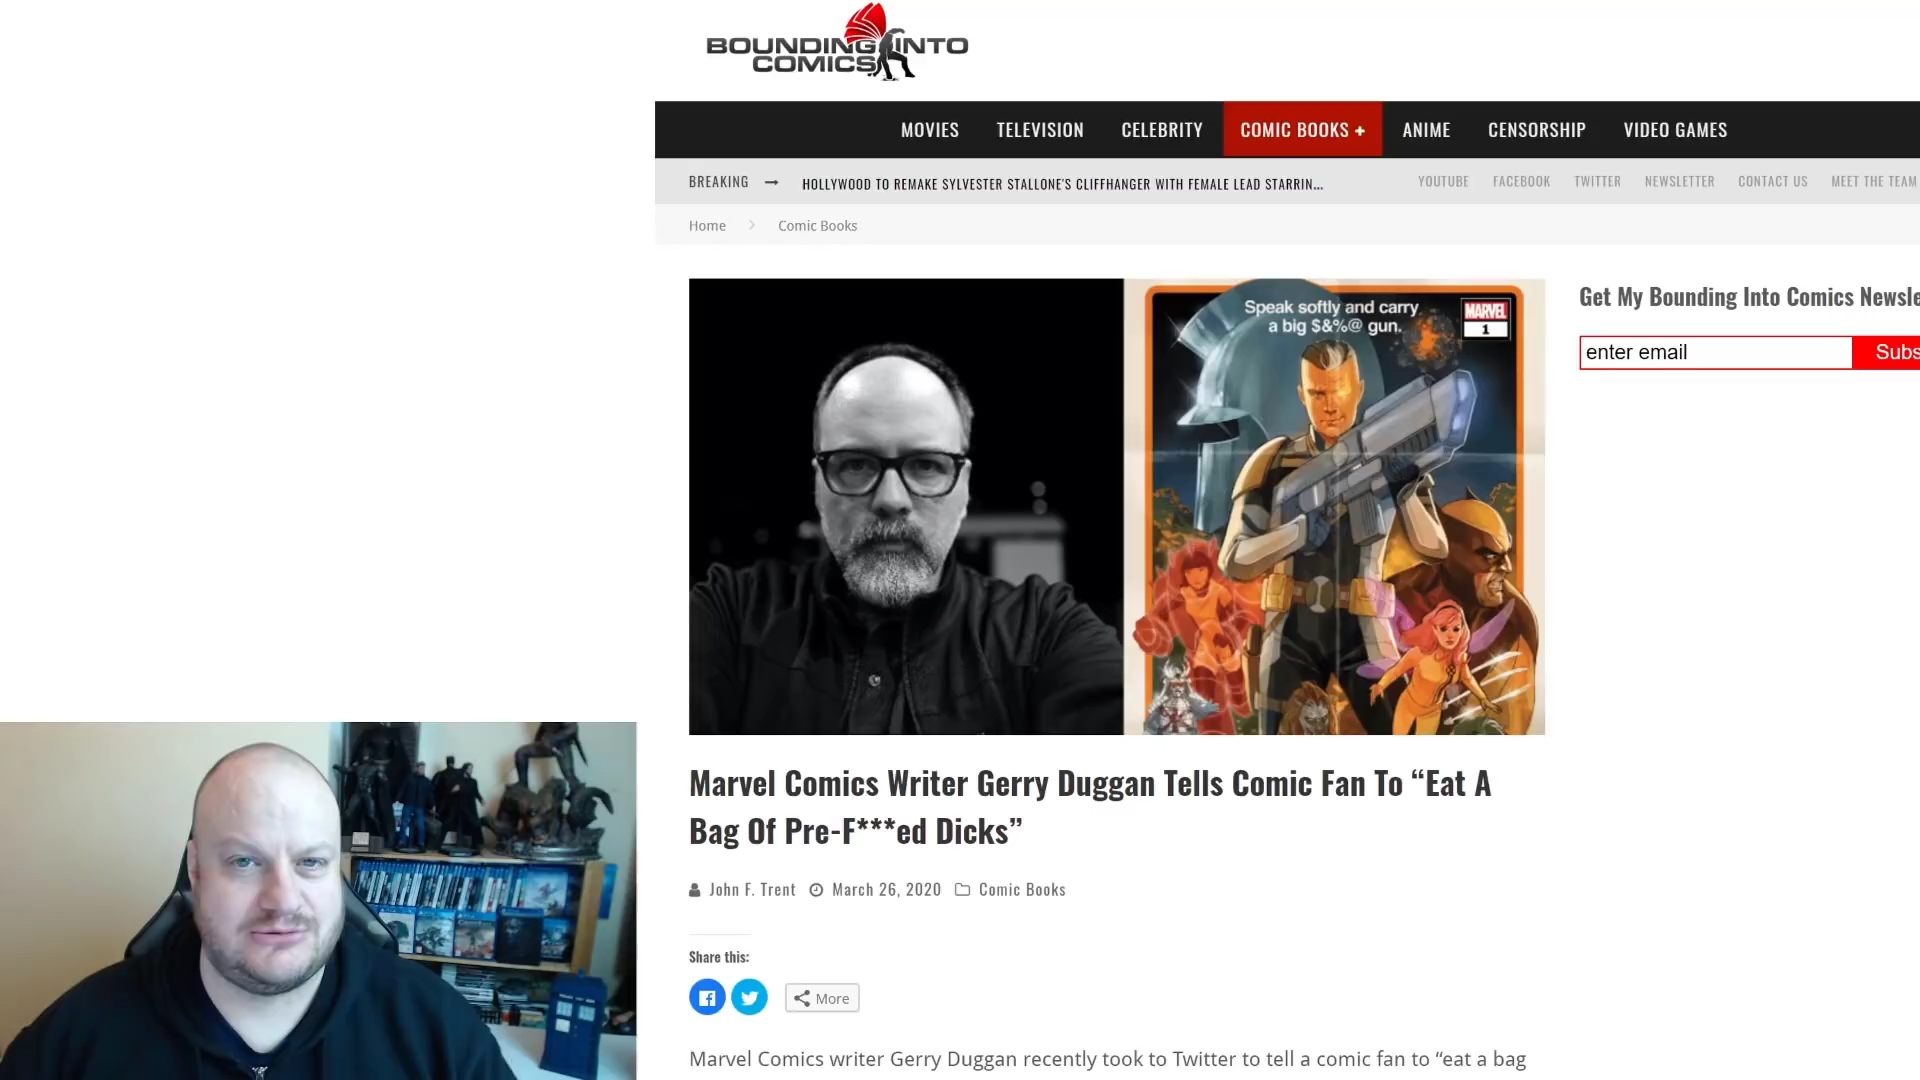 BOUNDING INTO
COMICS
MOVIES TELEVISION CELEBRITY COMIC BOOKS + ANIME CENSORSHIP VIDEO GAMES
BREAKING → HOLLYWOOD TO REMAKE SYLVESTER STALLONE'S CLIFFHANGER WITH FEMALE LEAD STARRIN... YOUTUBE FACEBOOK TWITTER NEWSLETTER CONTACT US MEET THE TEAM
Home > Comic Books
Speak softly and carry
a big $&%@ gun.
MARVEL
1
Get My Bounding Into Comics Newsle
enter email Subs
Marvel Comics Writer Gerry Duggan Tells Comic Fan To “Eat A
Bag Of Pre-F***ed Dicks”
John F. Trent March 26, 2020 Comic Books
Share this:
More
Marvel Comics writer Gerry Duggan recently took to Twitter to tell a comic fan to “eat a bag